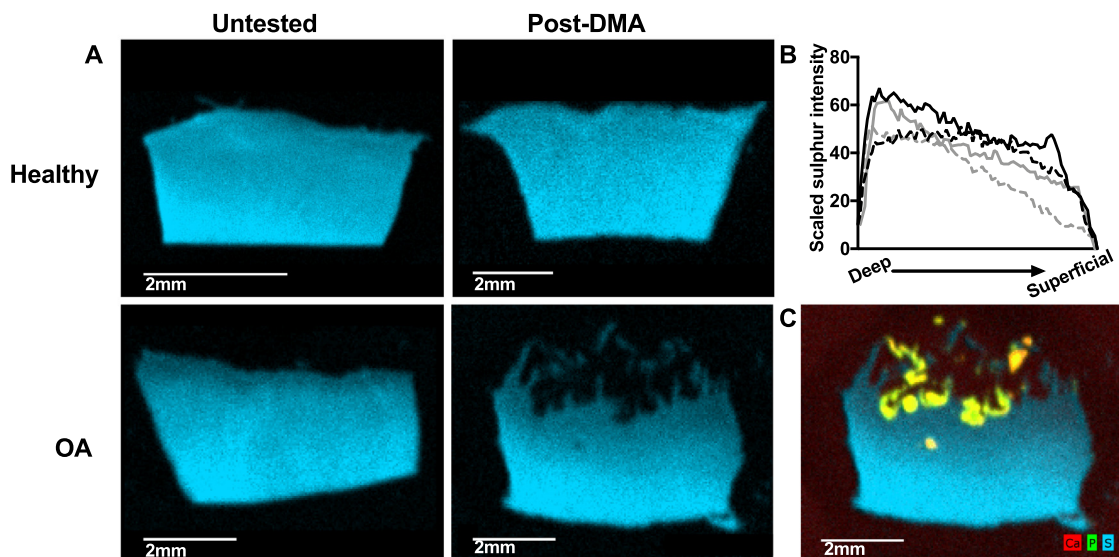 Untested
Post-DMA
A
B
Healthy
2mm
2mm
Scaled sulphur intensity
80
60
40
20
0
Deep
Superficial
OA
2mm
2mm
C
2mm
Ca P S